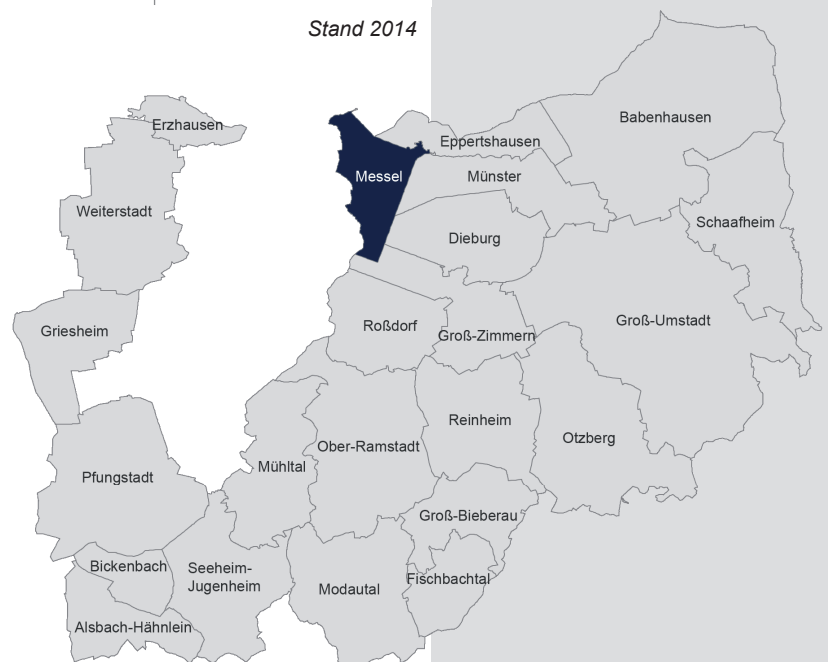 Stand 2014
Babenhausen
Erzhausen
Eppertshausen
Messel
Münster
Weiterstadt
Schaafheim
Dieburg
Groß-Umstadt
Griesheim
Roßdorf
Groß-Zimmern
Reinheim
Otzberg
Ober-Ramstadt
Mühltal
Pfungstadt
Groß-Bieberau
Bickenbach
Seeheim-
Jugenheim
Fischbachtal
Modautal
Alsbach-Hähnlein